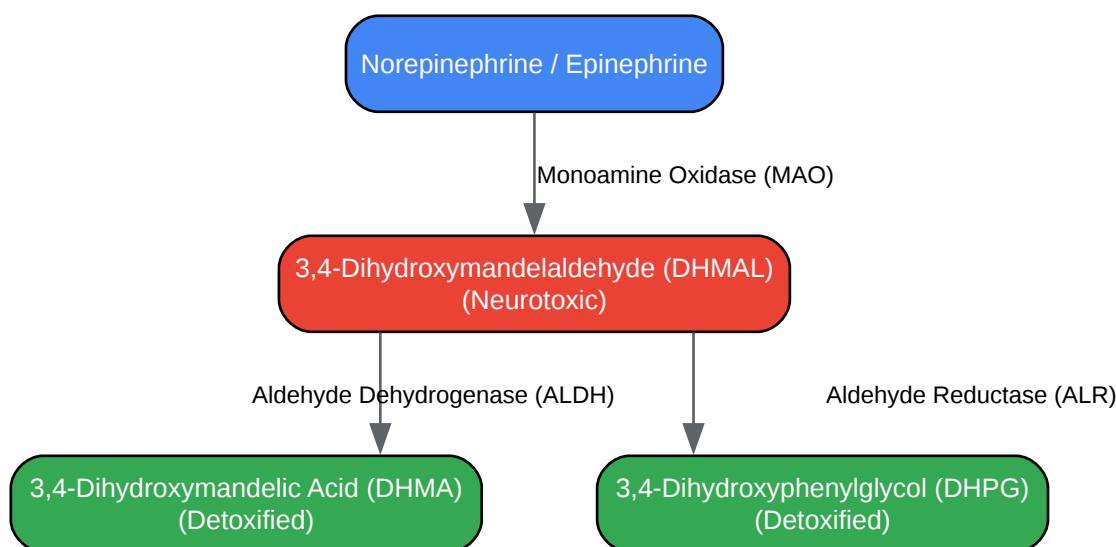 Norepinephrine / Epinephrine
Monoamine Oxidase (MAO)
3,4-Dihydroxymandelaldehyde (DHMAL)
(Neurotoxic)
Aldehyde Dehydrogenase (ALDH)
Aldehyde Reductase (ALR)
3,4-Dihydroxymandelic Acid (DHMA)
(Detoxified)
3,4-Dihydroxyphenylglycol (DHPG)
(Detoxified)